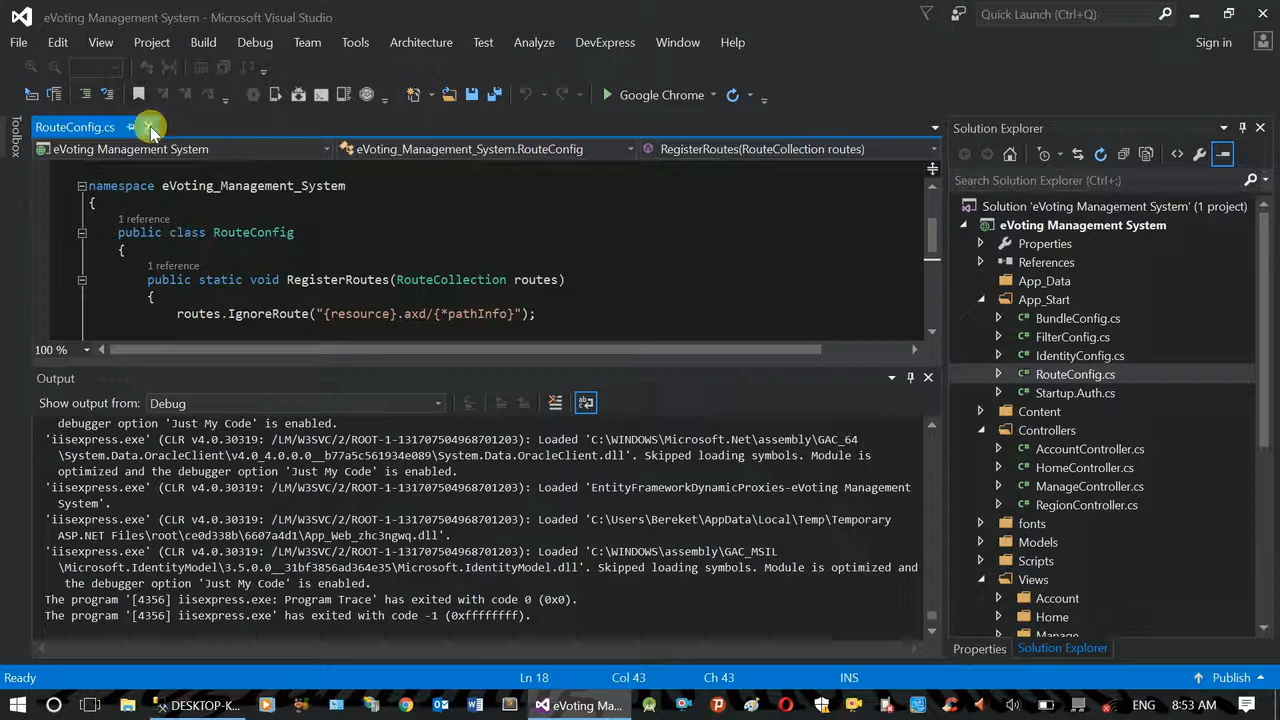 eVoting Management System - Microsoft Visual Studio
Quick Launch (Ctrl+Q)
File Edit View Project Build Debug Team Tools Architecture Test Analyze DevExpress Window Help
Sign in
Google Chrome
Toolbox
RouteConfig.cs
eVoting Management System
eVoting_Management_System.RouteConfig
RegisterRoutes(RouteCollection routes)
namespace eVoting_Management_System
{
1 reference
public class RouteConfig
{
1 reference
public static void RegisterRoutes(RouteCollection routes)
{
routes.IgnoreRoute("{resource}.axd/{*pathInfo}");
100 %
Output
Show output from: Debug
debugger option 'Just My Code' is enabled.
'iisexpress.exe' (CLR v4.0.30319: /LM/W3SVC/2/ROOT-1-131707504968701203): Loaded 'C:\WINDOWS\Microsoft.Net\assembly\GAC_64
\System.Data.OracleClient\v4.0_4.0.0.0__b77a5c561934e089\System.Data.OracleClient.dll'. Skipped loading symbols. Module is
optimized and the debugger option 'Just My Code' is enabled.
'iisexpress.exe' (CLR v4.0.30319: /LM/W3SVC/2/ROOT-1-131707504968701203): Loaded 'EntityFrameworkDynamicProxies-eVoting Management
System'.
'iisexpress.exe' (CLR v4.0.30319: /LM/W3SVC/2/ROOT-1-131707504968701203): Loaded 'C:\Users\Bereket\AppData\Local\Temp\Temporary
ASP.NET Files\root\ce0d338b\6607a4d1\App_Web_zhc3ngwq.dll'.
'iisexpress.exe' (CLR v4.0.30319: /LM/W3SVC/2/ROOT-1-131707504968701203): Loaded 'C:\WINDOWS\assembly\GAC_MSIL
\Microsoft.IdentityModel\3.5.0.0__31bf3856ad364e35\Microsoft.IdentityModel.dll'. Skipped loading symbols. Module is optimized and
the debugger option 'Just My Code' is enabled.
The program '[4356] iisexpress.exe: Program Trace' has exited with code 0 (0x0).
The program '[4356] iisexpress.exe' has exited with code -1 (0xffffffff).
Solution Explorer
Search Solution Explorer (Ctrl+;)
Solution 'eVoting Management System' (1 project)
eVoting Management System
Properties
References
App_Data
App_Start
C# BundleConfig.cs
C# FilterConfig.cs
C# IdentityConfig.cs
C# RouteConfig.cs
C# Startup.Auth.cs
Content
Controllers
C# AccountController.cs
C# HomeController.cs
C# ManageController.cs
C# RegionController.cs
fonts
Models
Scripts
Views
Account
Home
Manage
Properties Solution Explorer
Ready
Ln 18
Col 43
Ch 43
INS
Publish
DESKTOP-K...
eVoting Ma...
ENG
8:53 AM